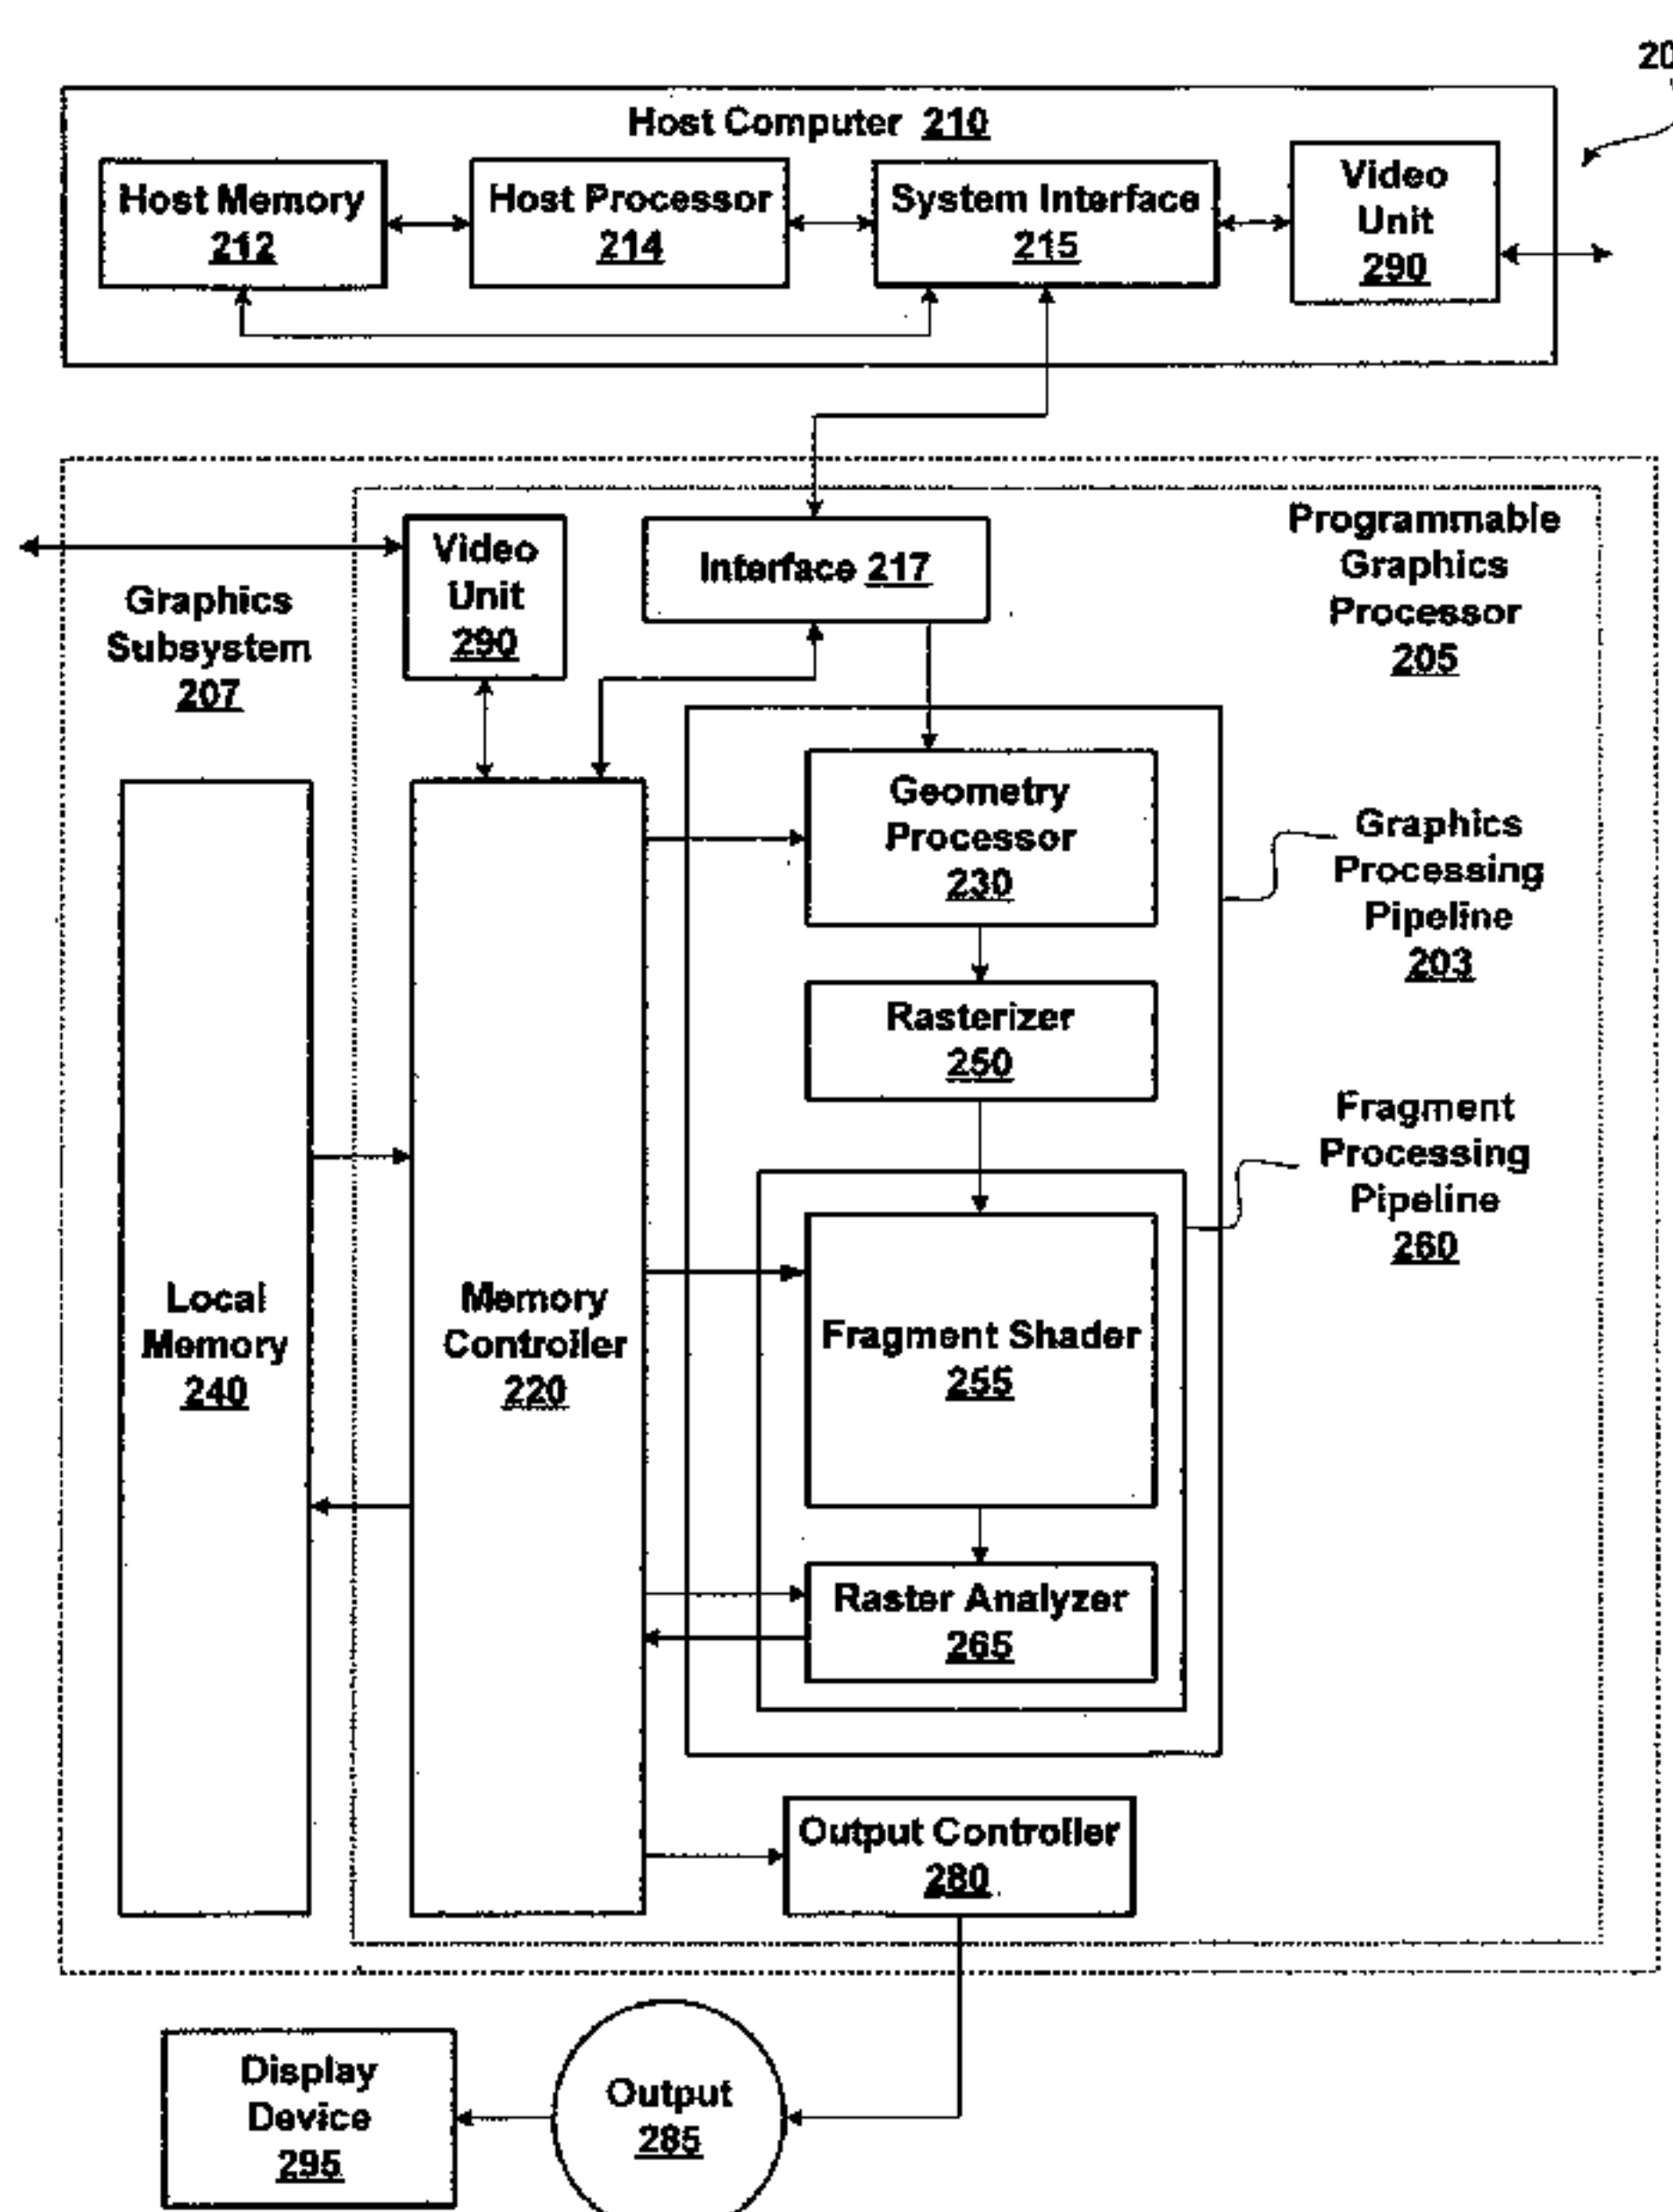 20
Host Computer 210
Host Memory
212
Host Processor
214
System Interface
215
Video
Unit
290
Programmable
Graphics
Processor
205
Video
Unit
290
Interface 217
Graphics
Subsystem
207
Geometry
Processor
230
Graphics
Processing
Pipeline
203
Rasterizer
250
Fragment
Processing
Pipeline
260
Local
Memory
240
Memory
Controller
220
Fragment Shader
255
Raster Analyzer
265
Output Controller
280
Display
Device
295
Output
285